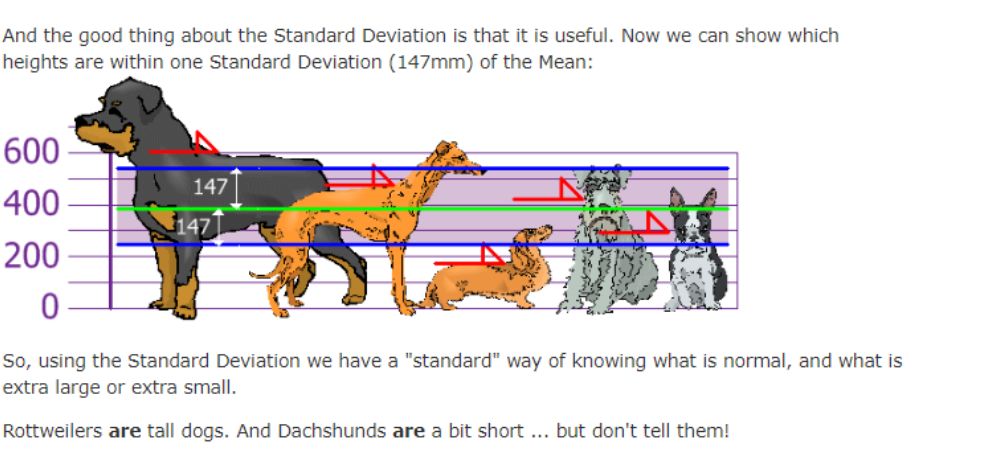 And the good thing about the Standard Deviation is that it is useful. Now we can show which
heights are within one Standard Deviation (147mm) of the Mean:
600
147
400
147
200
0
So, using the Standard Deviation we have a "standard" way of knowing what is normal, and what is
extra large or extra small.
Rottweilers are tall dogs. And Dachshunds are a bit short ... but don't tell them!